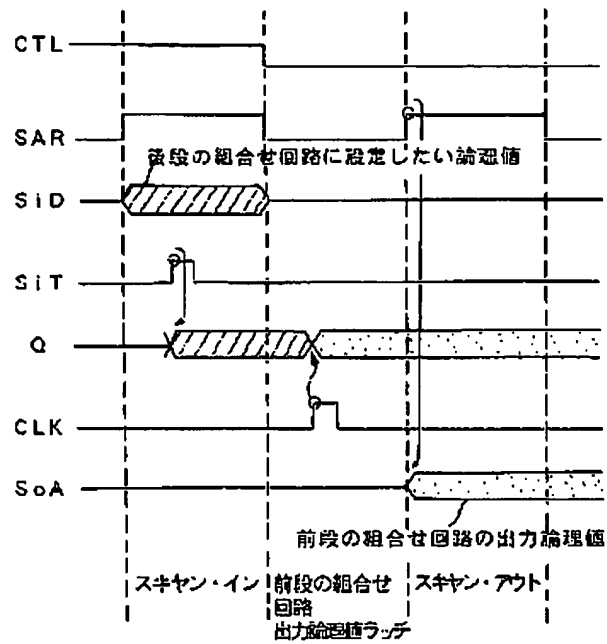 CTL
SAR
後段の組合せ回路に設定したい論理値
SiD
SiT
Q
CLK
SoA
前段の組合せ回路の出力論理値
スキャン・イン
前段の組合せ
回路
出力論理値ラッチ
スキャン・アウト